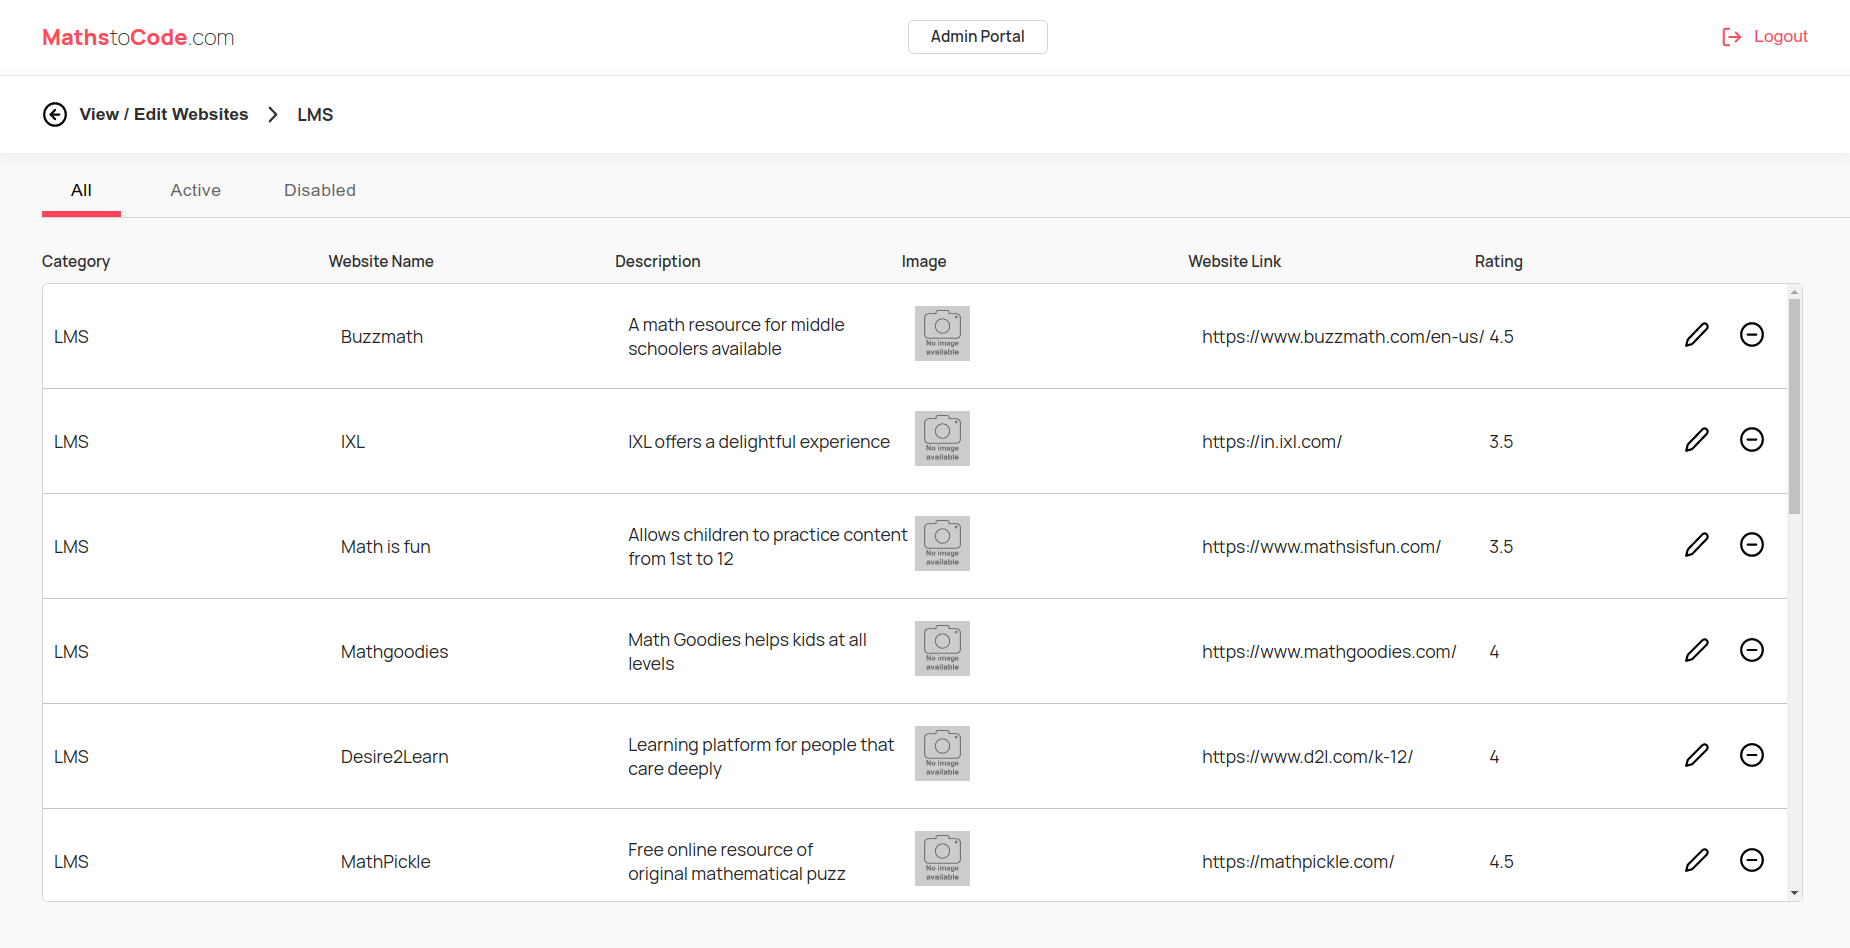 MathstoCode.com
Admin Portal
Logout
View / Edit Websites
LMS
All
Active
Disabled
Category
Website Name
Description
Image
Website Link
Rating
LMS
Buzzmath
A math resource for middle
schoolers available
No image
available
https://www.buzzmath.com/en-us/
4.5
LMS
IXL
IXL offers a delightful experience
No image
available
https://in.ixl.com/
3.5
LMS
Math is fun
Allows children to practice content
from 1st to 12
No image
available
https://www.mathsisfun.com/
3.5
LMS
Mathgoodies
Math Goodies helps kids at all
levels
No image
available
https://www.mathgoodies.com/
4
LMS
Desire2Learn
Learning platform for people that
care deeply
No image
available
https://www.d2l.com/k-12/
4
LMS
MathPickle
Free online resource of
original mathematical puzz
No image
available
https://mathpickle.com/
4.5